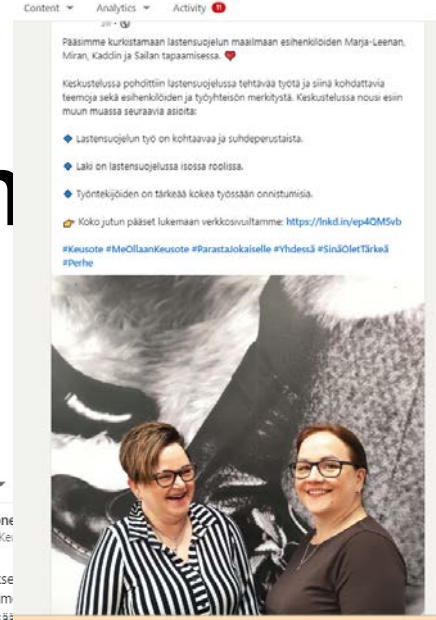 Content Analytics Activity 11
2w •
Pääsimme kurkistamaan lastensuojelun maailmaan esihenkilöiden Marja-Leenan,
Miran, Kaddin ja Sailan tapaamisessa. ❤️
Keskustelussa pohdittiin lastensuojelussa tehtävää työtä ja siinä kohdattavia
teemoja sekä esihenkilöiden ja työyhteisön merkitystä. Keskustelussa nousi esiin
muun muassa seuraavia asioita:
🔹 Lastensuojelun työ on kohtaavaa ja suhdeperustaista.
🔹 Laki on lastensuojelussa isossa roolissa.
🔹 Työntekijöiden on tärkeää kokea työssään onnistumisia.
👉 Koko jutun pääset lukemaan verkkosivuiltamme: https://lnkd.in/ep4QMSvb
#Keusote #MeOllaanKeusote #ParastaJokaiselle #Yhdessä #SinäOletTärkeä
#Perhe